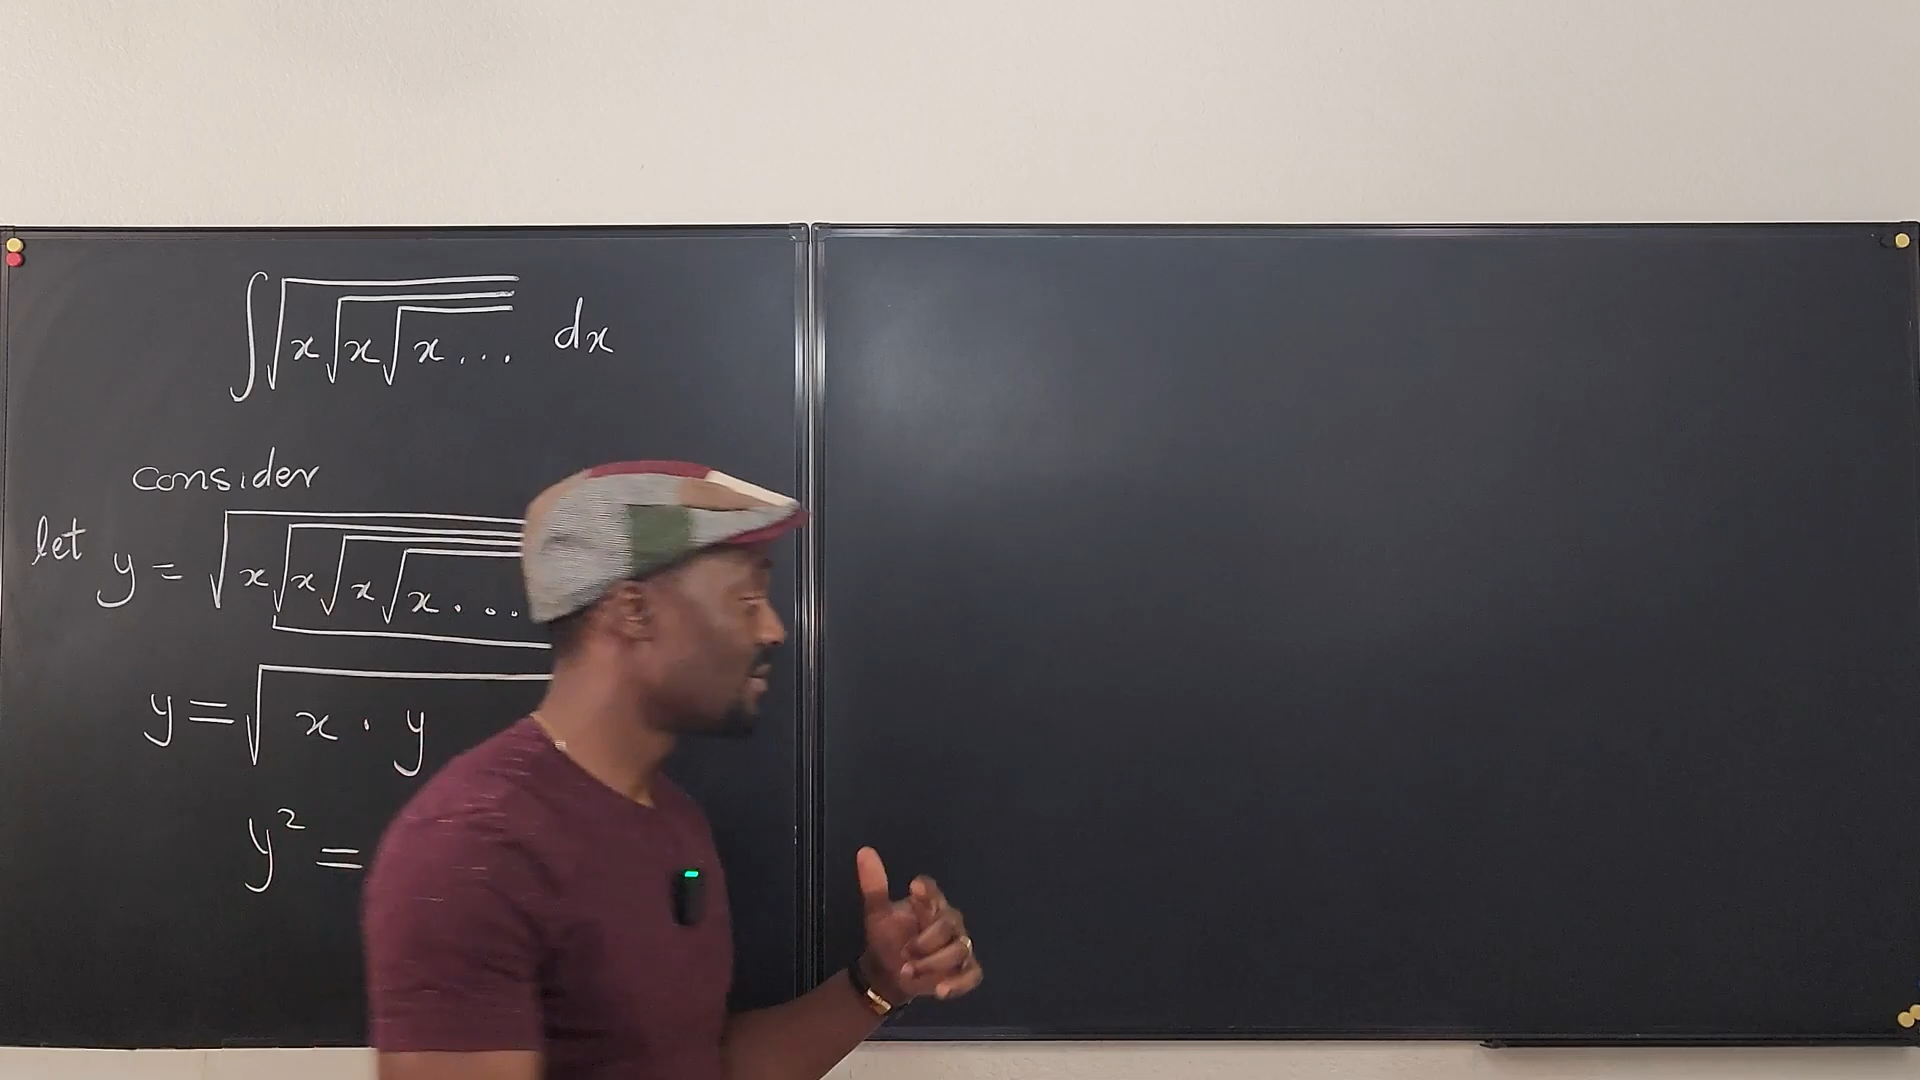 ∫√x√x√x... dx
consider
let y = √x√x√x√x...
y = √x · y
y² =